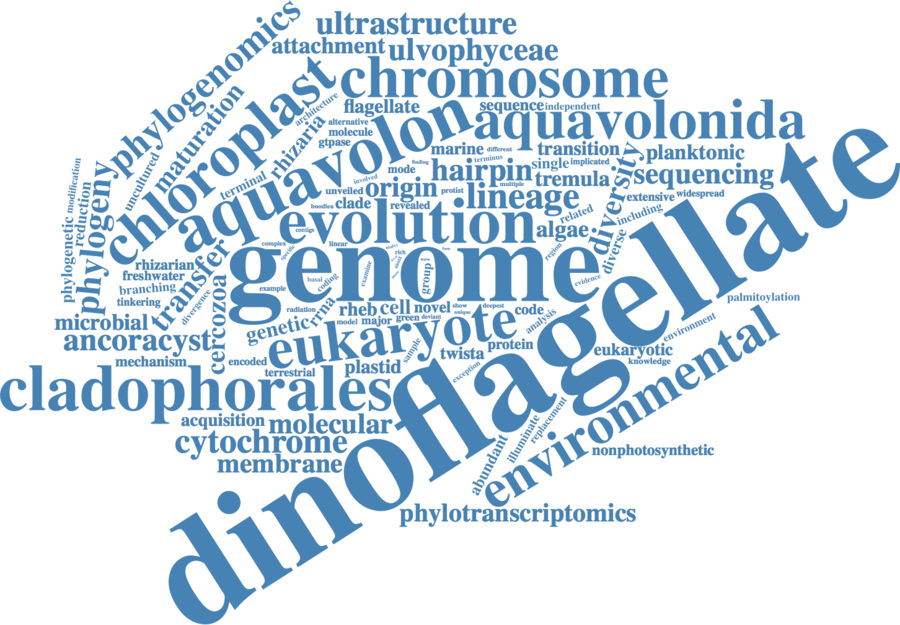 ultrastructure
attachment
ulvophyceae
phylogenomics
chromosome
chloroplast
maturation
architecture
flagellate
sequence
independent
aquavolonida
aquavolon
rhizaria
alternative
molecule
gtpase
marine
different
transition
planktonic
uncultured
terminal
finding
mode
terminus
hairpin
single
implicated
sequencing
diversity
modification
reduction
phylogenetic
phylogeny
involved
unveiled
origin
protist
multiple
tremula
lineage
extensive
widespread
boodlea
clade
revealed
related
including
contigs
evolution
algae
diverse
dinoflagellate
transfer
complex
specific
linear
rich
region
genome
rhizarian
freshwater
branching
tinkering
divergence
cercozoa
examine
group
basal
coding
example
evidence
palmitoylation
microbial
ancoracyst
radiation
rrna
rheb
cell
novel
show
unique
deepest
code
genetic
model
major
green
deviant
analysis
environment
mechanism
encoded
eukaryote
sample
twista
protein
eukaryotic
knowledge
terrestrial
plastid
exception
cladophorales
environmental
acquisition
molecular
cytochrome
membrane
abundant
illuminate
replacement
nonphotosynthetic
phylotranscriptomics